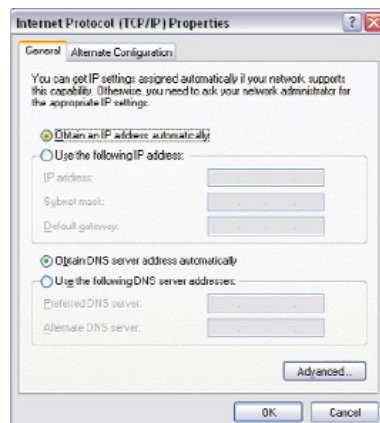 Internet Protocol (TCP/IP) Properties
General Alternate Configuration
You can get IP settings assigned automatically if your network supports
this capability. Otherwise, you need to ask your network administrator for
the appropriate IP settings.
Obtain an IP address automatically
Use the following IP address:
IP address:
Subnet mask:
Default gateway:
Obtain DNS server address automatically
Use the following DNS server addresses:
Preferred DNS server:
Alternate DNS server:
Advanced...
OK Cancel